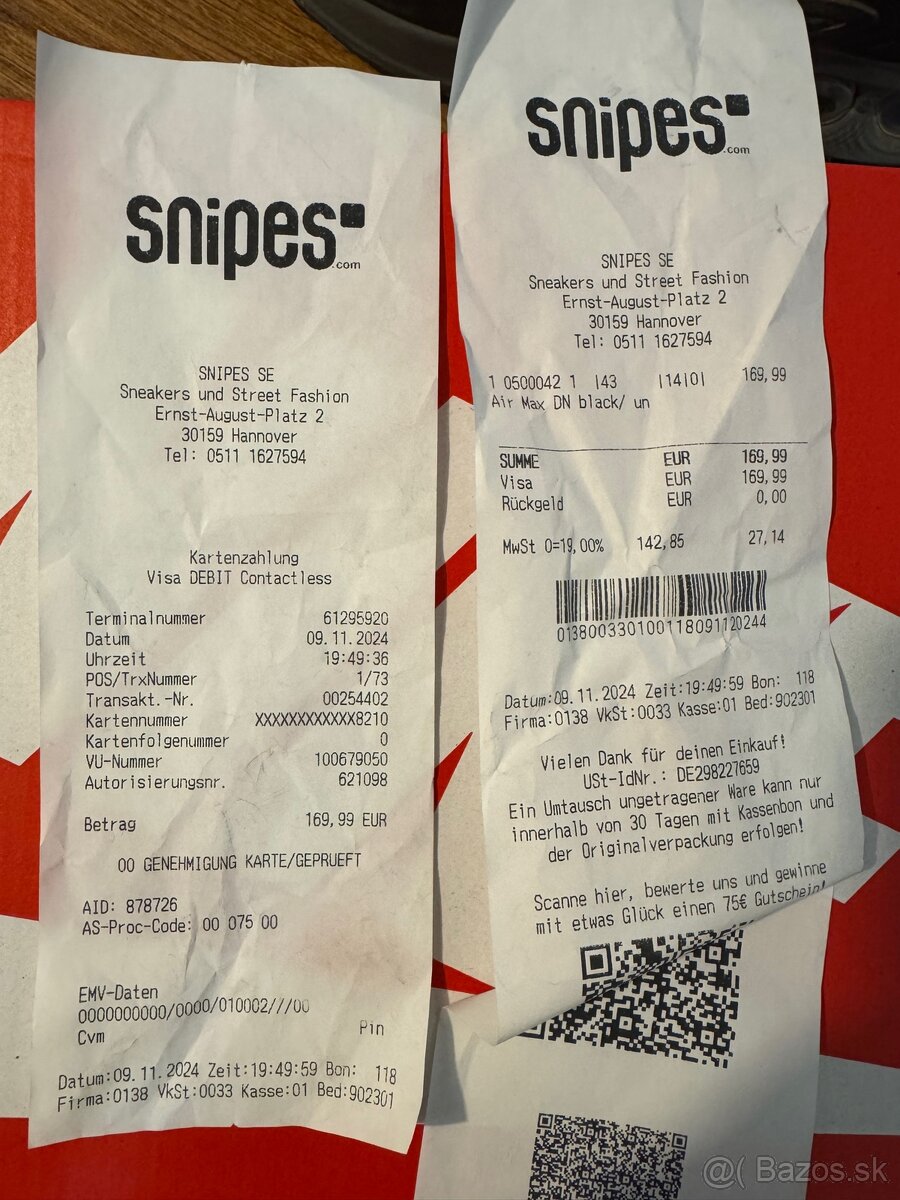 snipes
.com
SNIPES SE
Sneakers und Street Fashion
Ernst-August-Platz 2
30159 Hannover
Tel: 0511 1627594
Kartenzahlung
Visa DEBIT Contactless
Terminalnummer 61295920
Datum 09.11.2024
Uhrzeit 19:49:36
POS/TrxNummer 1/73
Transakt.-Nr. 00254402
Kartennummer XXXXXXXXXXXX8210
Kartenfolgenummer 0
VU-Nummer 100679050
Autorisierungsnr. 621098
Betrag 169,99 EUR
00 GENEHMIGUNG KARTE/GEPRUEFT
AID: 878726
AS-Proc-Code: 00 075 00
EMV-Daten
0000000000/0000/010002///00
Cvm Pin
Datum:09.11.2024 Zeit:19:49:59 Bon: 118
Firma:0138 VkSt:0033 Kasse:01 Bed:902301
snipes
.com
SNIPES SE
Sneakers und Street Fashion
Ernst-August-Platz 2
30159 Hannover
Tel: 0511 1627594
1 0500042 1 |43 |14|0| 169,99
Air Max DN black/ un
SUMME EUR 169,99
Visa EUR 169,99
Rückgeld EUR 0,00
MwSt 0=19,00% 142,85 27,14
013800330100118091120244
Datum:09.11.2024 Zeit:19:49:59 Bon: 118
Firma:0138 VkSt:0033 Kasse:01 Bed:902301
Vielen Dank für deinen Einkauf!
USt-IdNr.: DE298227659
Ein Umtausch ungetragener Ware kann nur
innerhalb von 30 Tagen mit Kassenbon und
der Originalverpackung erfolgen!
Scanne hier, bewerte uns und gewinne
mit etwas Glück einen 75€ Gutschein!
@( Bazos.sk